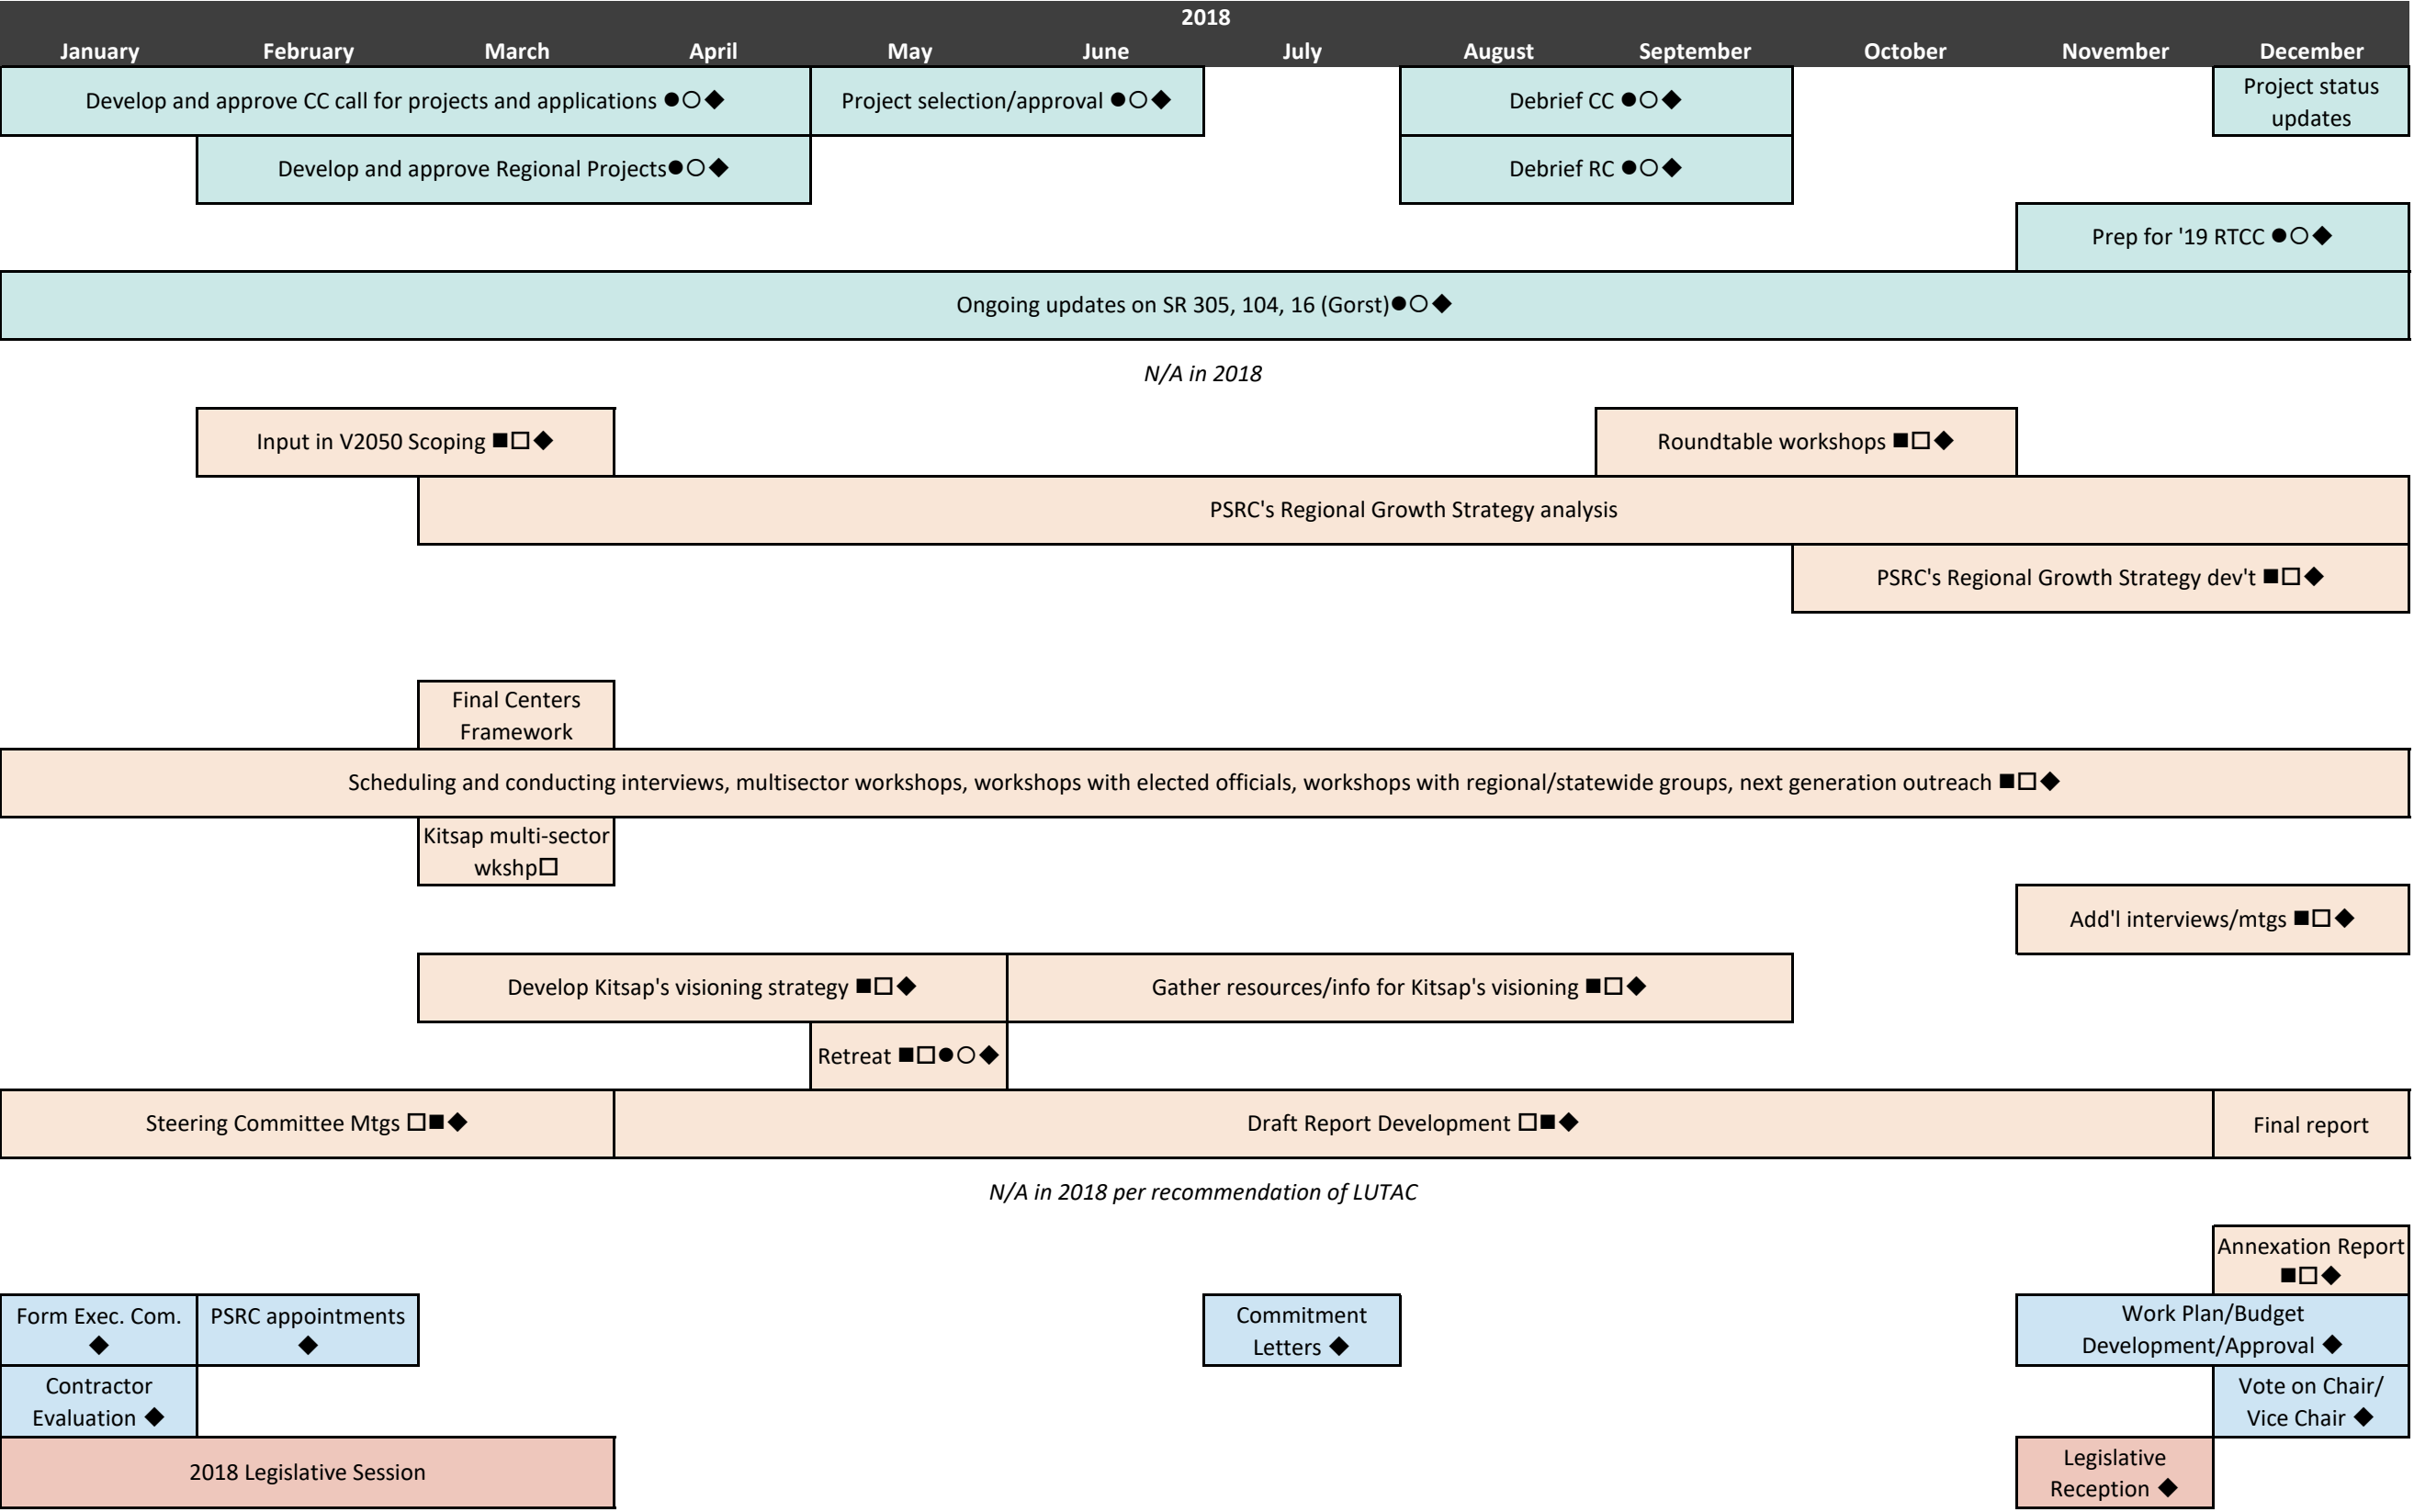 2018
January February March April May June July August September October November December
Develop and approve CC call for projects and applications ●○◆
Project selection/approval ●○◆
Debrief CC ●○◆
Project status
updates
Develop and approve Regional Projects●○◆
Debrief RC ●○◆
Prep for '19 RTCC ●○◆
Ongoing updates on SR 305, 104, 16 (Gorst)●○◆
N/A in 2018
Input in V2050 Scoping ■□◆
Roundtable workshops ■□◆
PSRC's Regional Growth Strategy analysis
PSRC's Regional Growth Strategy dev't ■□◆
Final Centers
Framework
Scheduling and conducting interviews, multisector workshops, workshops with elected officials, workshops with regional/statewide groups, next generation outreach ■□◆
Kitsap multi-sector
wkshp□
Add'l interviews/mtgs ■□◆
Develop Kitsap's visioning strategy ■□◆
Gather resources/info for Kitsap's visioning ■□◆
Retreat ■□●○◆
Steering Committee Mtgs □■◆
Draft Report Development □■◆
Final report
N/A in 2018 per recommendation of LUTAC
Annexation Report
■□◆
Form Exec. Com.
◆
PSRC appointments
◆
Commitment
Letters ◆
Work Plan/Budget
Development/Approval ◆
Contractor
Evaluation ◆
Vote on Chair/
Vice Chair ◆
2018 Legislative Session
Legislative
Reception ◆